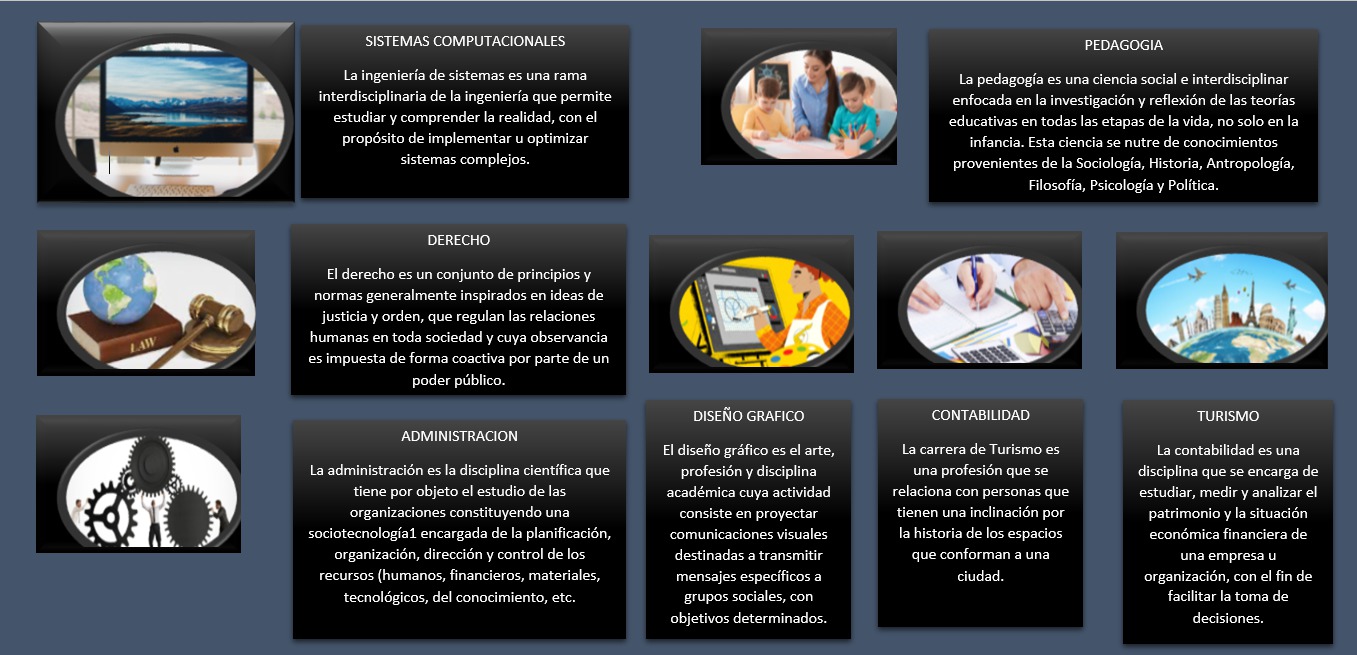 SISTEMAS COMPUTACIONALES
La ingeniería de sistemas es una rama
interdisciplinaria de la ingeniería que permite
estudiar y comprender la realidad, con el
propósito de implementar u optimizar
sistemas complejos.
PEDAGOGIA
La pedagogía es una ciencia social e interdisciplinar
enfocada en la investigación y reflexión de las teorías
educativas en todas las etapas de la vida, no solo en la
infancia. Esta ciencia se nutre de conocimientos
provenientes de la Sociología, Historia, Antropología,
Filosofía, Psicología y Política.
LAW
DERECHO
El derecho es un conjunto de principios y
normas generalmente inspirados en ideas de
justicia y orden, que regulan las relaciones
humanas en toda sociedad y cuya observancia
es impuesta de forma coactiva por parte de un
poder público.
ADMINISTRACION
La administración es la disciplina científica que
tiene por objeto el estudio de las
organizaciones constituyendo una
sociotecnología1 encargada de la planificación,
organización, dirección y control de los
recursos (humanos, financieros, materiales,
tecnológicos, del conocimiento, etc.
DISEÑO GRAFICO
El diseño gráfico es el arte,
profesión y disciplina
académica cuya actividad
consiste en proyectar
comunicaciones visuales
destinadas a transmitir
mensajes específicos a
grupos sociales, con
objetivos determinados.
CONTABILIDAD
La carrera de Turismo es
una profesión que se
relaciona con personas que
tienen una inclinación por
la historia de los espacios
que conforman a una
ciudad.
TURISMO
La contabilidad es una
disciplina que se encarga de
estudiar, medir y analizar el
patrimonio y la situación
económica financiera de
una empresa u
organización, con el fin de
facilitar la toma de
decisiones.